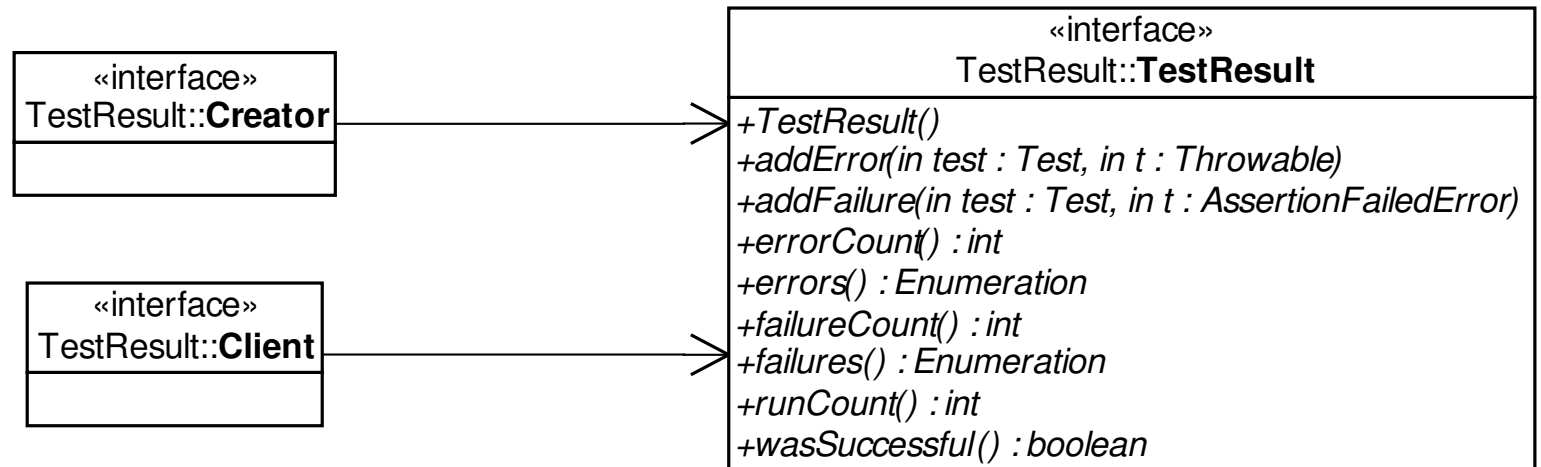 «interface»
TestResult::Creator
«interface»
TestResult::Client
«interface»
TestResult::TestResult
+TestResult()
+addError(in test : Test, in t : Throwable)
+addFailure(in test : Test, in t : AssertionFailedError)
+errorCount() : int
+errors() : Enumeration
+failureCount() : int
+failures() : Enumeration
+runCount() : int
+wasSuccessful() : boolean